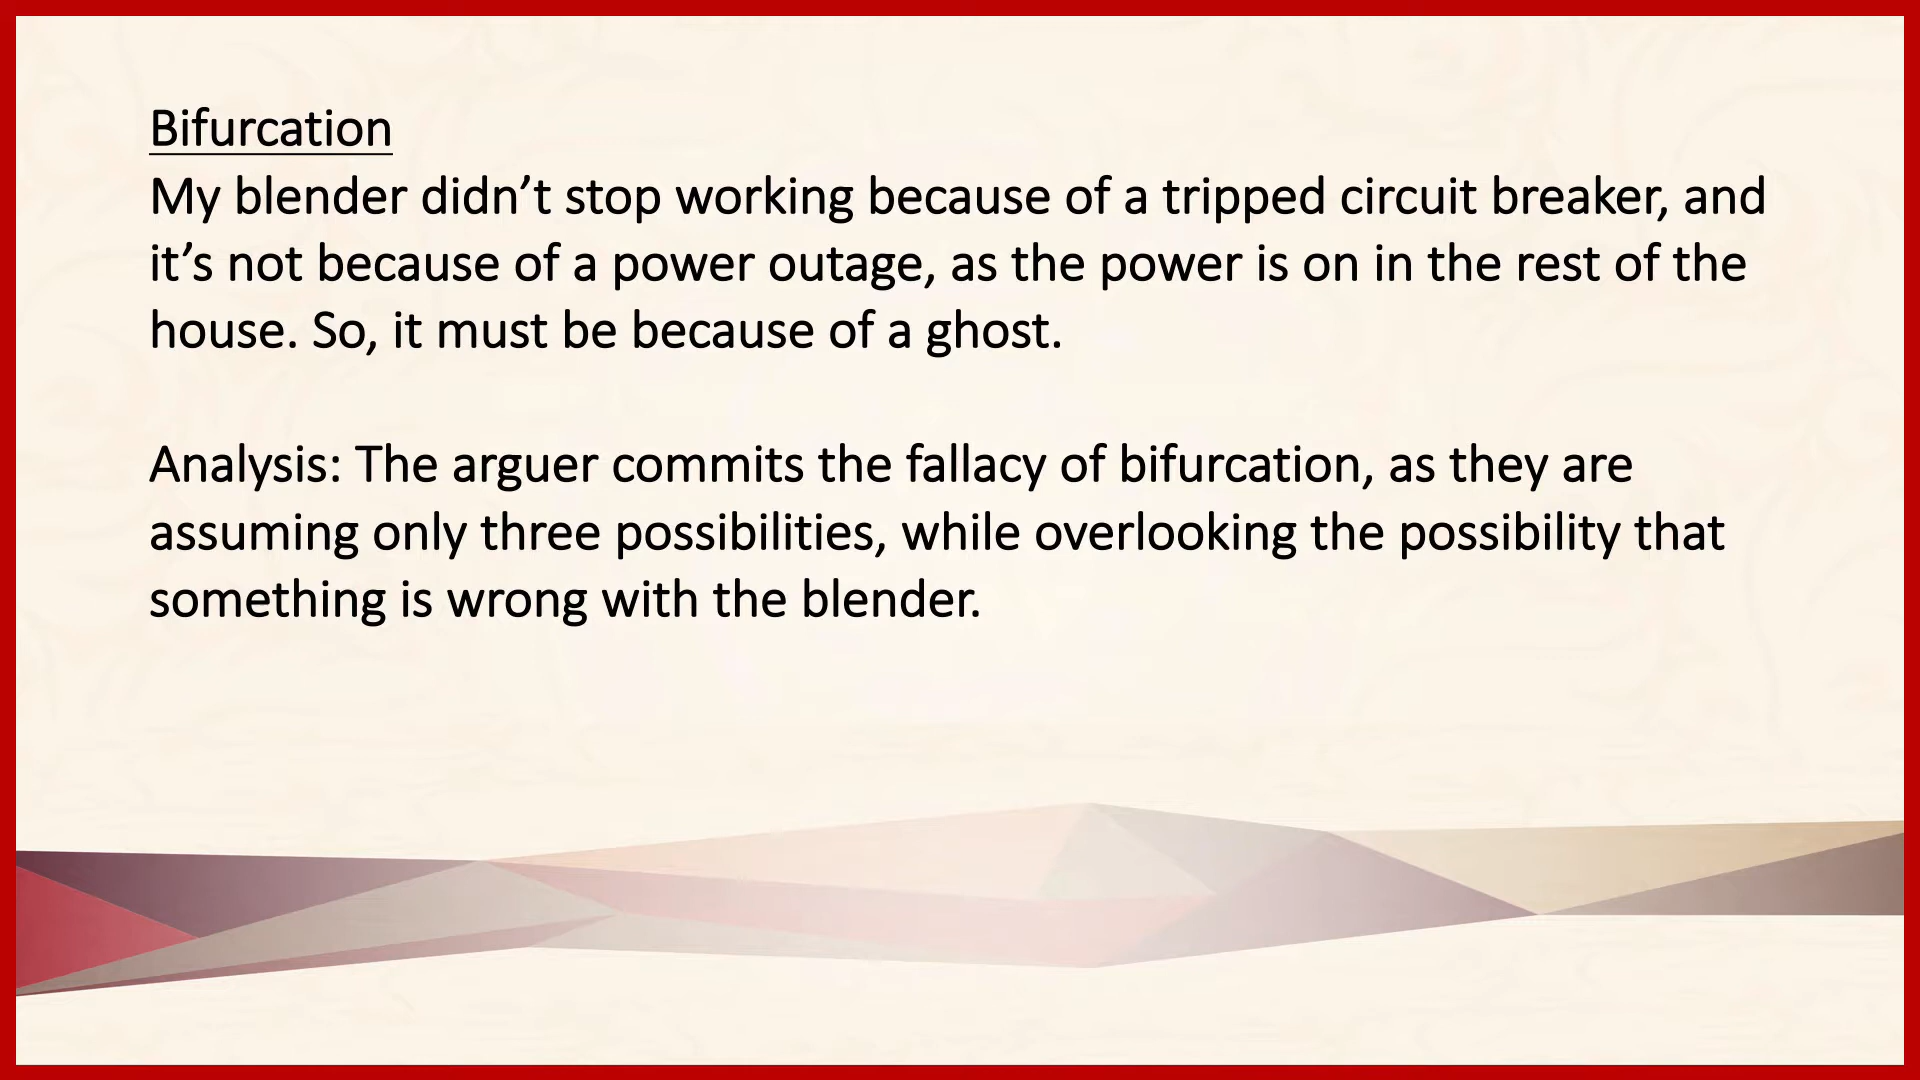 Bifurcation
My blender didn’t stop working because of a tripped circuit breaker, and
it’s not because of a power outage, as the power is on in the rest of the
house. So, it must be because of a ghost.
Analysis: The arguer commits the fallacy of bifurcation, as they are
assuming only three possibilities, while overlooking the possibility that
something is wrong with the blender.